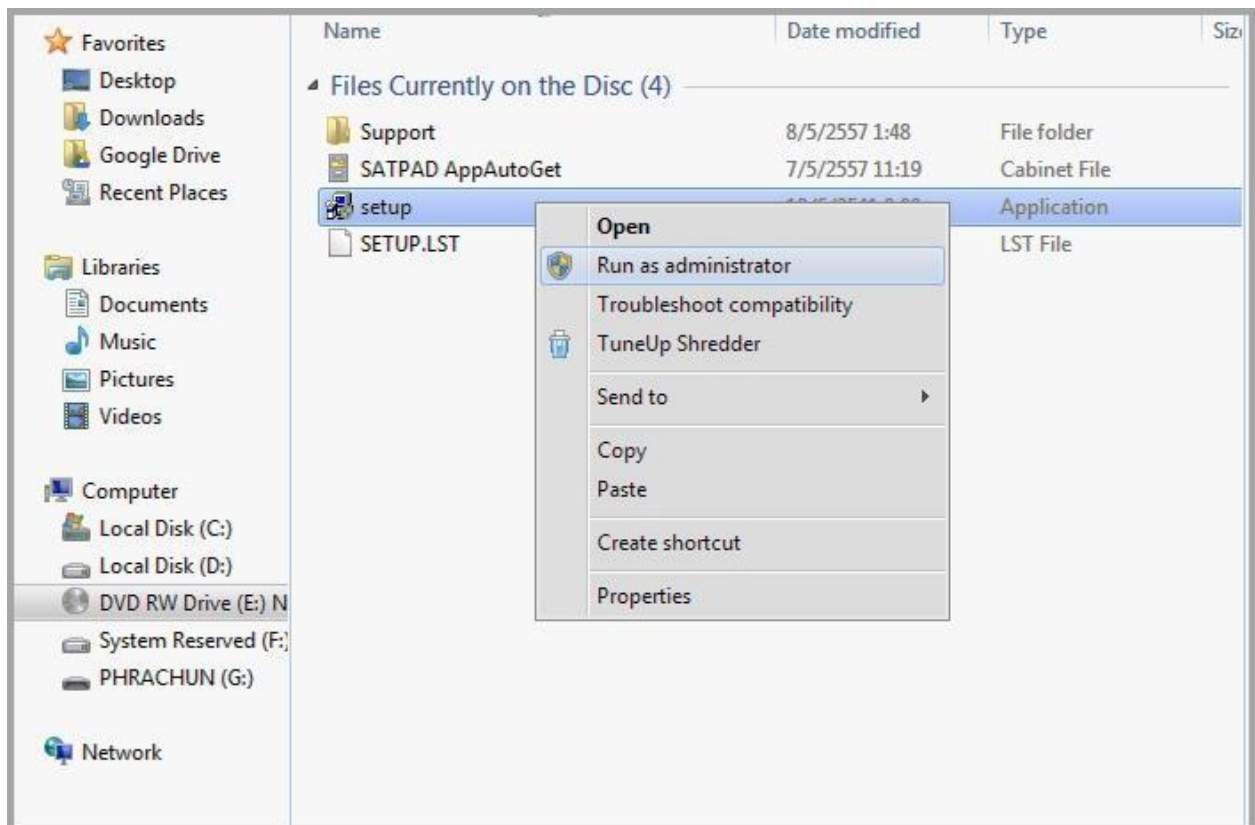 Favorites
Desktop
Downloads
Google Drive
Recent Places
Libraries
Documents
Music
Pictures
Videos
Computer
Local Disk (C:)
Local Disk (D:)
DVD RW Drive (E:) N
System Reserved (F:)
PHRACHUN (G:)
Network
Name Date modified Type
Files Currently on the Disc (4)
Support 8/5/2557 1:48 File folder
SATPAD AppAutoGet 7/5/2557 11:19 Cabinet File
setup Application
SETUP.LST LST File
Open
Run as administrator
Troubleshoot compatibility
TuneUp Shredder
Send to
Copy
Paste
Create shortcut
Properties